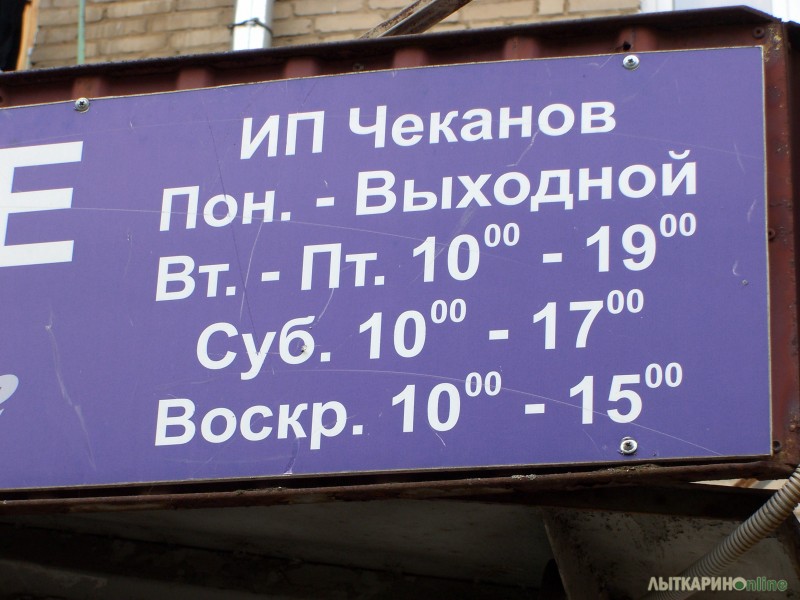 ИП Чеканов
Пон. - Выходной
Вт. - Пт. 10⁰⁰ - 19⁰⁰
Суб. 10⁰⁰ - 17⁰⁰
Воскр. 10⁰⁰ - 15⁰⁰
Е
ЛЫТКАРИНОonline